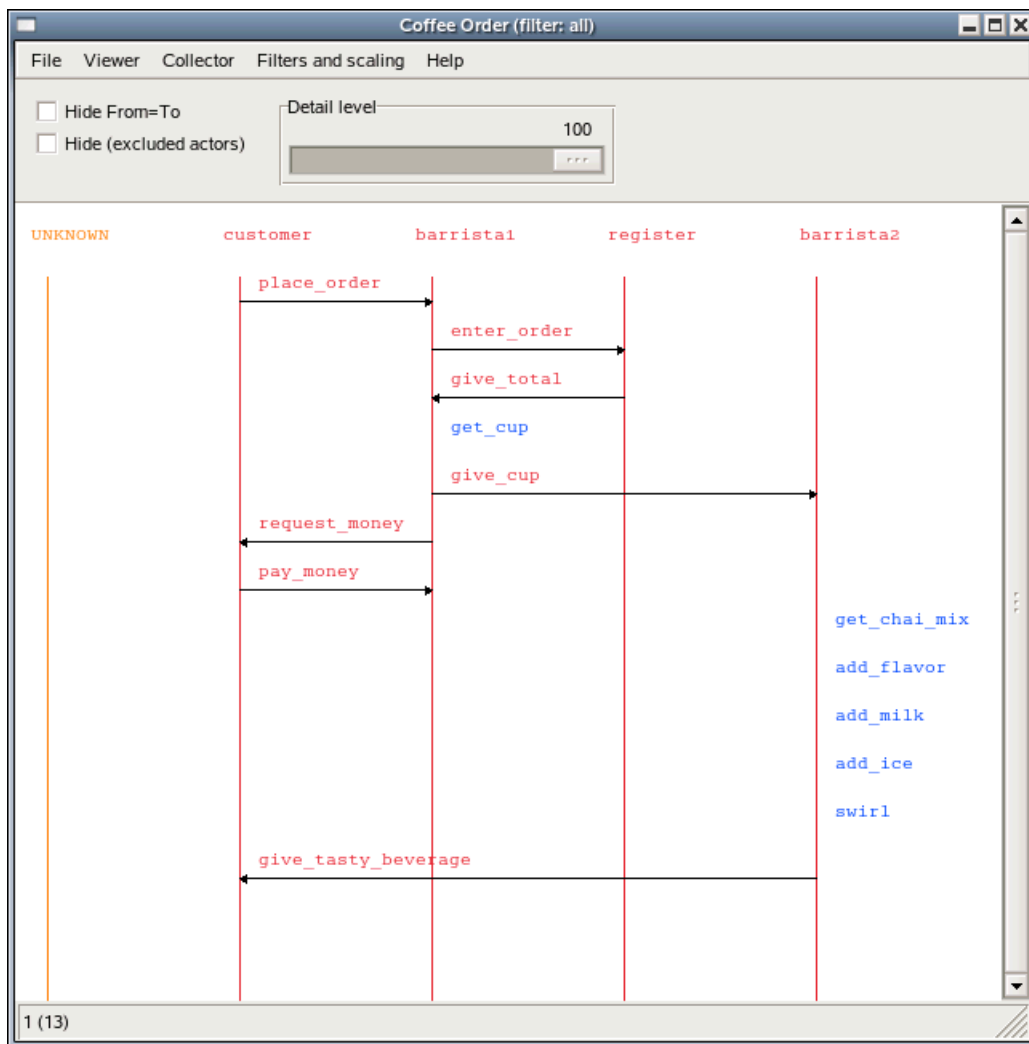 Coffee Order (filter: all)
File Viewer Collector Filters and scaling Help
Hide From=To
Detail level
100
Hide (excluded actors)
UNKNOWN customer barrista1 register barrista2
place_order
enter_order
give_total
get_cup
give_cup
request_money
pay_money
get_chai_mix
add_flavor
add_milk
add_ice
swirl
give_tasty_beverage
1 (13)